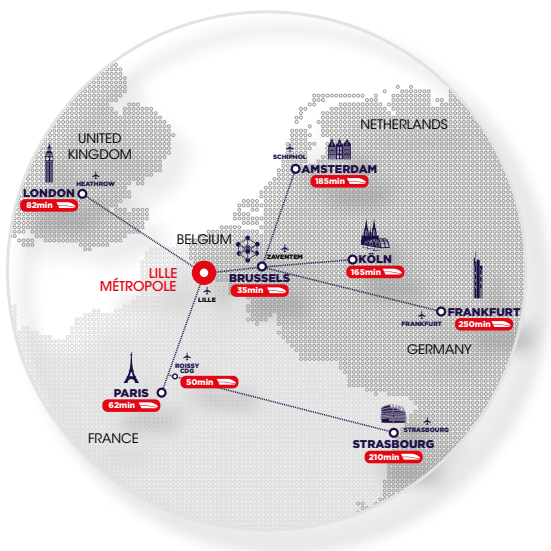 NETHERLANDS
UNITED
KINGDOM
SCHIPHOL
AMSTERDAM
185min
HEATHROW
LONDON
82min
BELGIUM
ZAVENTEM
KÖLN
165min
LILLE
MÉTROPOLE
BRUSSELS
35min
LILLE
FRANKFURT
FRANKFURT
250min
GERMANY
ROISSY
CDG
50min
PARIS
62min
STRASBOURG
STRASBOURG
210min
FRANCE